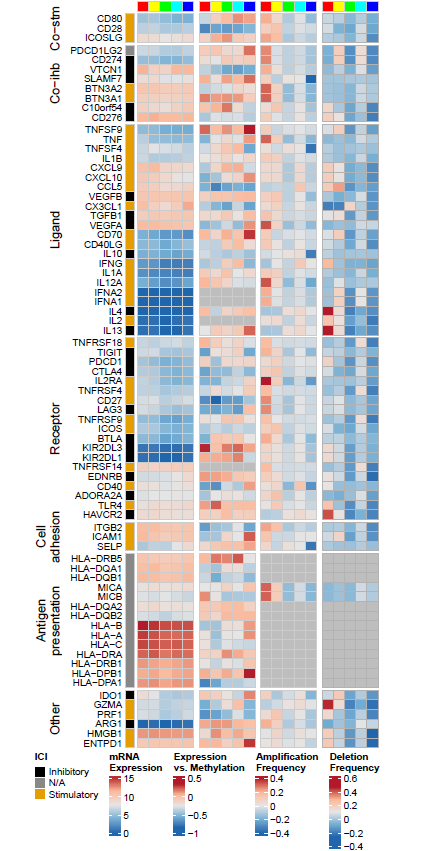 Co−stm
CD80
CD28
ICOSLG
Co−ihb
PDCD1LG2
CD274
VTCN1
SLAMF7
BTN3A2
BTN3A1
C10orf54
CD276
Ligand
TNFSF9
TNF
TNFSF4
IL1B
CXCL9
CXCL10
CCL5
VEGFB
CX3CL1
TGFB1
VEGFA
CD70
CD40LG
IL10
IFNG
IL1A
IL12A
IFNA2
IFNA1
IL4
IL2
IL13
Receptor
TNFRSF18
TIGIT
PDCD1
CTLA4
IL2RA
TNFRSF4
CD27
LAG3
TNFRSF9
ICOS
BTLA
KIR2DL3
KIR2DL1
TNFRSF14
EDNRB
CD40
ADORA2A
TLR4
HAVCR2
Cell
adhesion
ITGB2
ICAM1
SELP
Antigen
presentation
HLA−DRB5
HLA−DQA1
HLA−DQB1
MICA
MICB
HLA−DQA2
HLA−DQB2
HLA−B
HLA−A
HLA−C
HLA−DRA
HLA−DRB1
HLA−DPB1
HLA−DPA1
Other
IDO1
GZMA
PRF1
ARG1
HMGB1
ENTPD1
ICI
Inhibitory
N/A
Stimulatory
mRNA
Expression
15
10
5
0
Expression
vs. Methylation
0.5
0
−0.5
−1
Amplification
Frequency
0.4
0.2
0
−0.2
−0.4
Deletion
Frequency
0.6
0.4
0.2
0
−0.2
−0.4